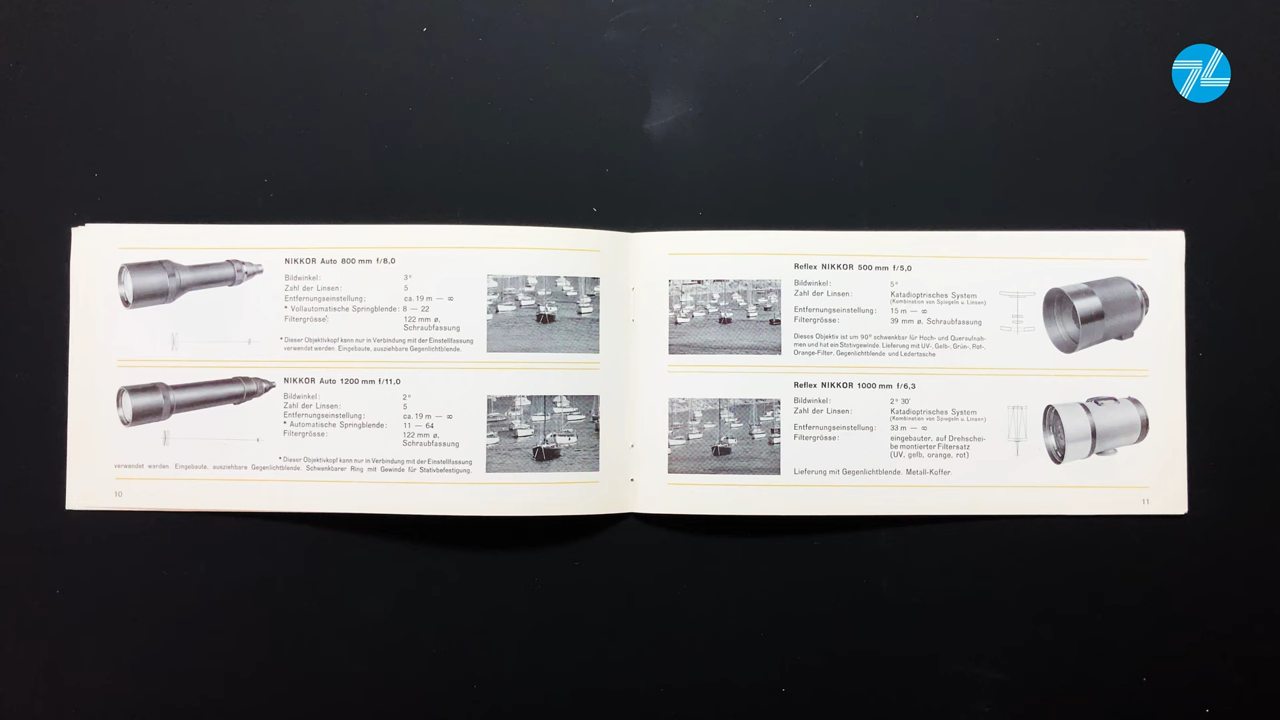 NIKKOR Auto 800 mm f/8,0
Bildwinkel: 3°
Zahl der Linsen: 5
Entfernungseinstellung: ca. 19 m — ∞
* Vollautomatische Springblende: 8 — 22
Filtergrösse: 122 mm ø,
Schraubfassung
* Dieser Objektivkopf kann nur in Verbindung mit der Einstellfassung
verwendet werden. Eingebaute, ausziehbare Gegenlichtblende.
NIKKOR Auto 1200 mm f/11,0
Bildwinkel: 2°
Zahl der Linsen: 5
Entfernungseinstellung: ca. 19 m — ∞
* Automatische Springblende: 11 — 64
Filtergrösse: 122 mm ø,
Schraubfassung
* Dieser Objektivkopf kann nur in Verbindung mit der Einstellfassung
verwendet werden. Eingebaute, ausziehbare Gegenlichtblende. Schwenkbarer Ring mit Gewinde für Stativbefestigung.
10
Reflex NIKKOR 500 mm f/5,0
Bildwinkel: 5°
Zahl der Linsen: Katadioptrisches System
(Kombination von Spiegeln u. Linsen)
Entfernungseinstellung: 15 m — ∞
Filtergrösse: 39 mm ø, Schraubfassung
Dieses Objektiv ist um 90° schwenkbar für Hoch- und Queraufnah-
men und hat ein Stativgewinde. Lieferung mit UV-, Gelb-, Grün-, Rot-,
Orange-Filter, Gegenlichtblende und Ledertasche
Reflex NIKKOR 1000 mm f/6,3
Bildwinkel: 2° 30'
Zahl der Linsen: Katadioptrisches System
(Kombination von Spiegeln u. Linsen)
Entfernungseinstellung: 33 m — ∞
Filtergrösse: eingebauter, auf Drehschei-
be montierter Filtersatz
(UV, gelb, orange, rot)
Lieferung mit Gegenlichtblende. Metall-Koffer.
11